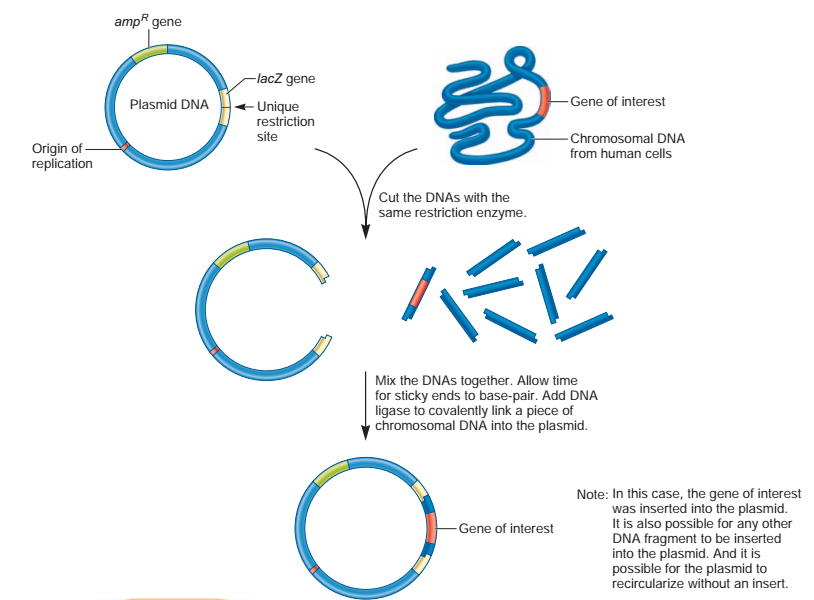 amp^R gene
lacZ gene
Plasmid DNA
Unique
restriction
site
Origin of
replication
Gene of interest
Chromosomal DNA
from human cells
Cut the DNAs with the
same restriction enzyme.
Mix the DNAs together. Allow time
for sticky ends to base-pair. Add DNA
ligase to covalently link a piece of
chromosomal DNA into the plasmid.
Gene of interest
Note: In this case, the gene of interest
was inserted into the plasmid.
It is also possible for any other
DNA fragment to be inserted
into the plasmid. And it is
possible for the plasmid to
recircularize without an insert.